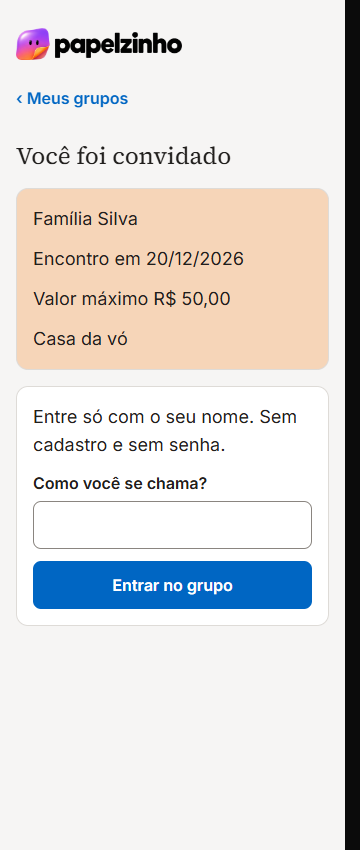 papelzinho
‹ Meus grupos
Você foi convidado
Família Silva
Encontro em 20/12/2026
Valor máximo R$ 50,00
Casa da vó
Entre só com o seu nome. Sem
cadastro e sem senha.
Como você se chama?
Entrar no grupo